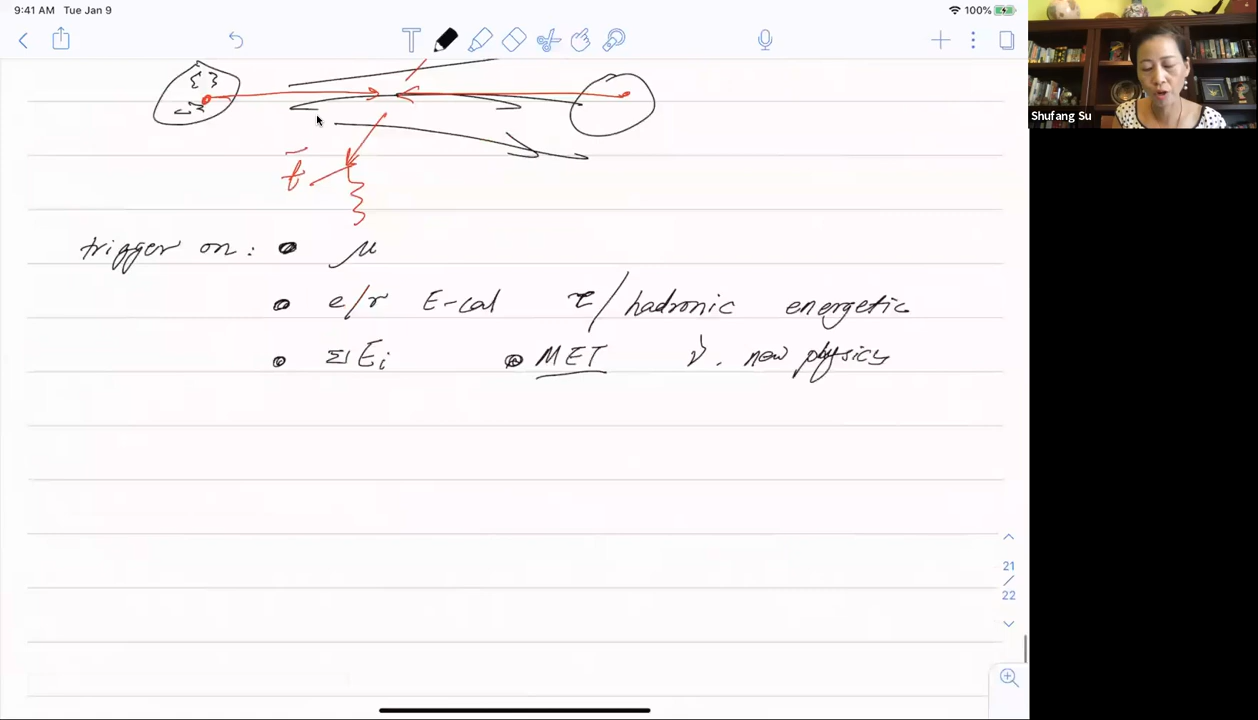 9:41 AM Tue Jan 9
100%
Shufang Su
t̄
trigger on: • μ
• e/γ E-cal τ/hadronic energetic
• Σ Ei • MET ν. new physics
21
/
22